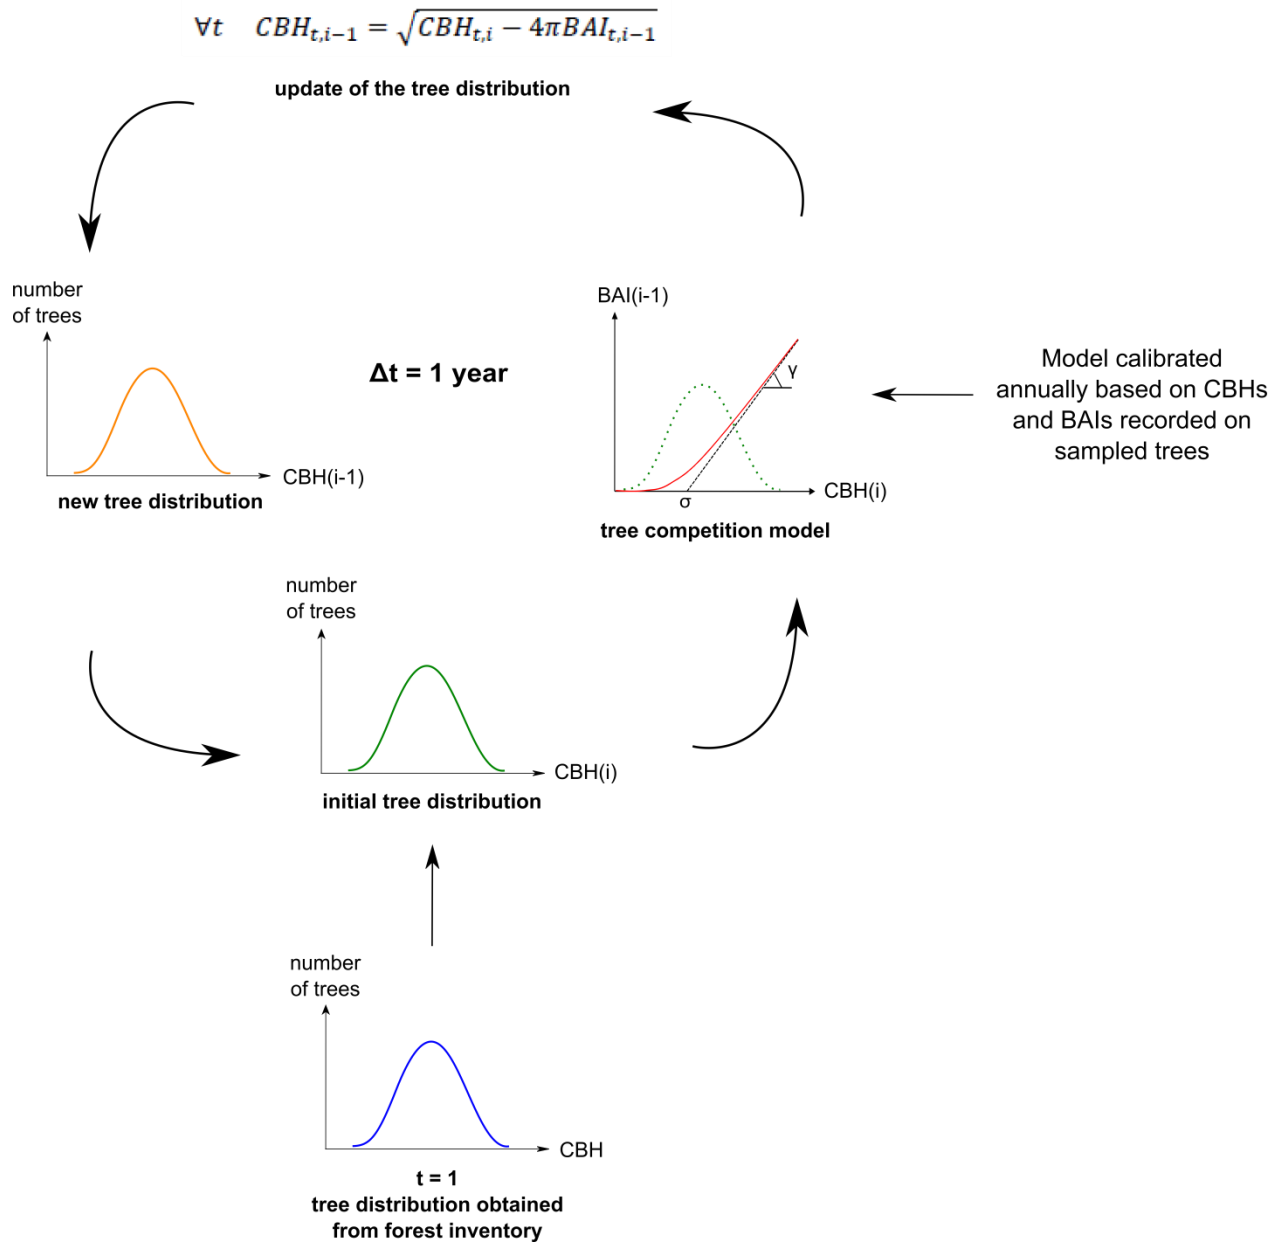 ∀t CBH_{t,i−1} = √(CBH_{t,i} − 4πBAI_{t,i−1})
update of the tree distribution
number
of trees
CBH(i-1)
new tree distribution
Δt = 1 year
BAI(i-1)
γ
σ
CBH(i)
tree competition model
Model calibrated
annually based on CBHs
and BAIs recorded on
sampled trees
number
of trees
CBH(i)
initial tree distribution
number
of trees
CBH
t = 1
tree distribution obtained
from forest inventory